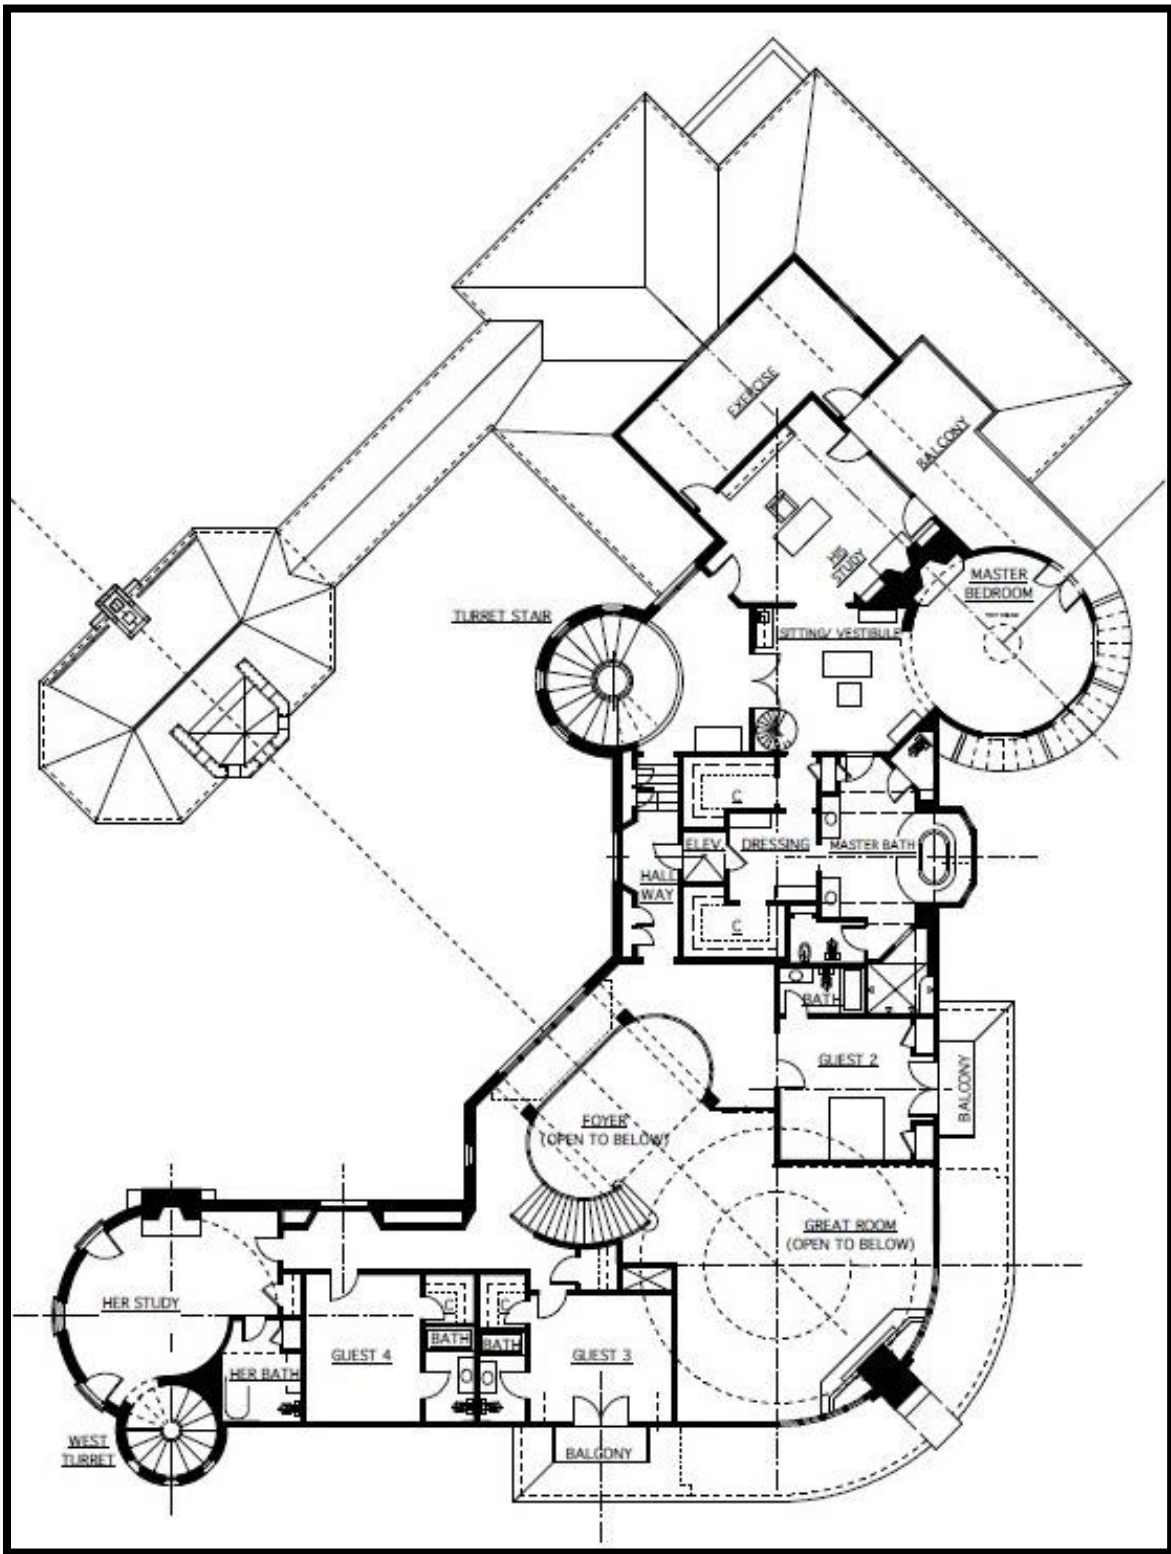 EXERCISE
BALCONY
HIS
STUDY
MASTER
BEDROOM
TURRET STAIR
SITTING/ VESTIBULE
C
ELEV.
DRESSING
MASTER BATH
HALL
WAY
C
BATH
GUEST 2
BALCONY
FOYER
(OPEN TO BELOW)
GREAT ROOM
(OPEN TO BELOW)
HER STUDY
C
C
BATH
BATH
GUEST 4
GUEST 3
HER BATH
WEST
TURRET
BALCONY